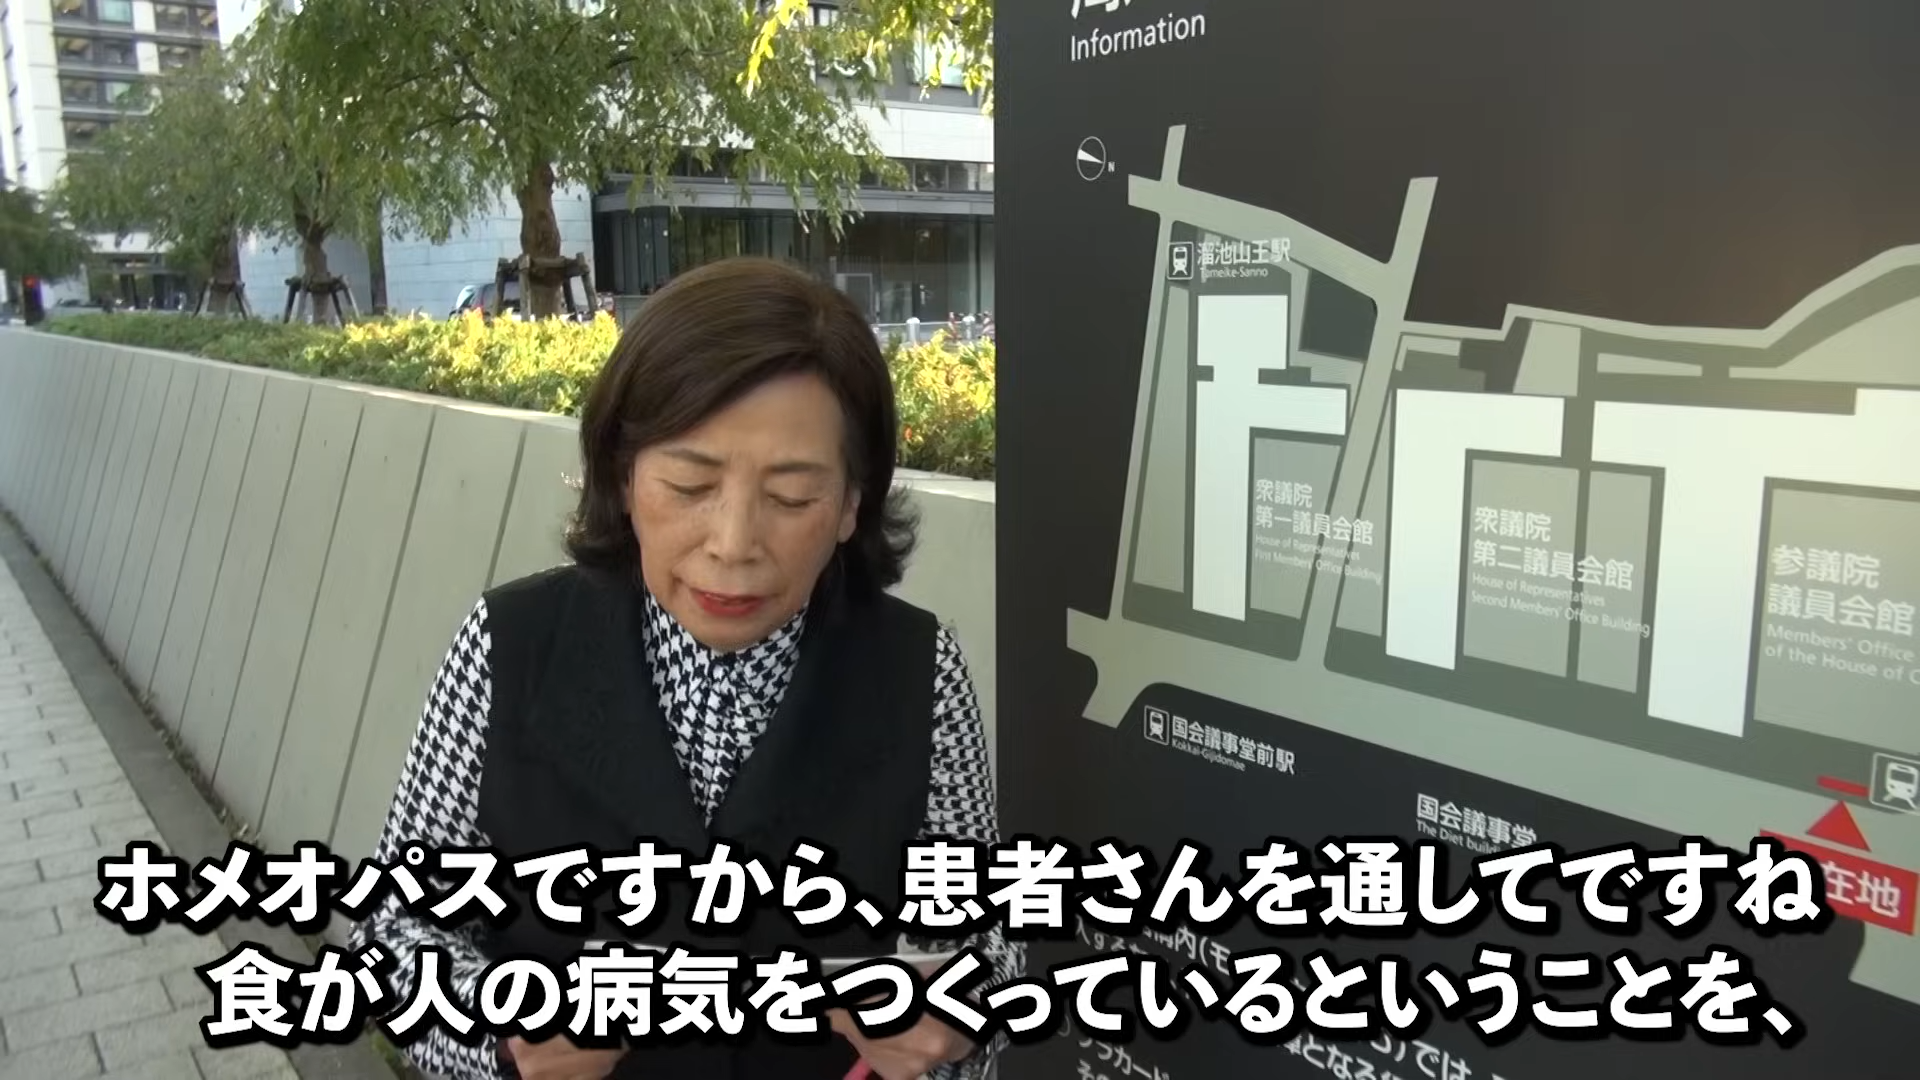 Information
N
溜池山王駅
Tameike-Sanno
衆議院
第一議員会館
House of Representatives
First Members' Office Building
衆議院
第二議員会館
House of Representatives
Second Members' Office Building
参議院
議員会館
Members' Office
of the House of C
国会議事堂前駅
Kokkai-Gijidomae
国会議事堂
The Diet buildi
在地
ホメオパスですから、患者さんを通してですね
食が人の病気をつくっているということを、